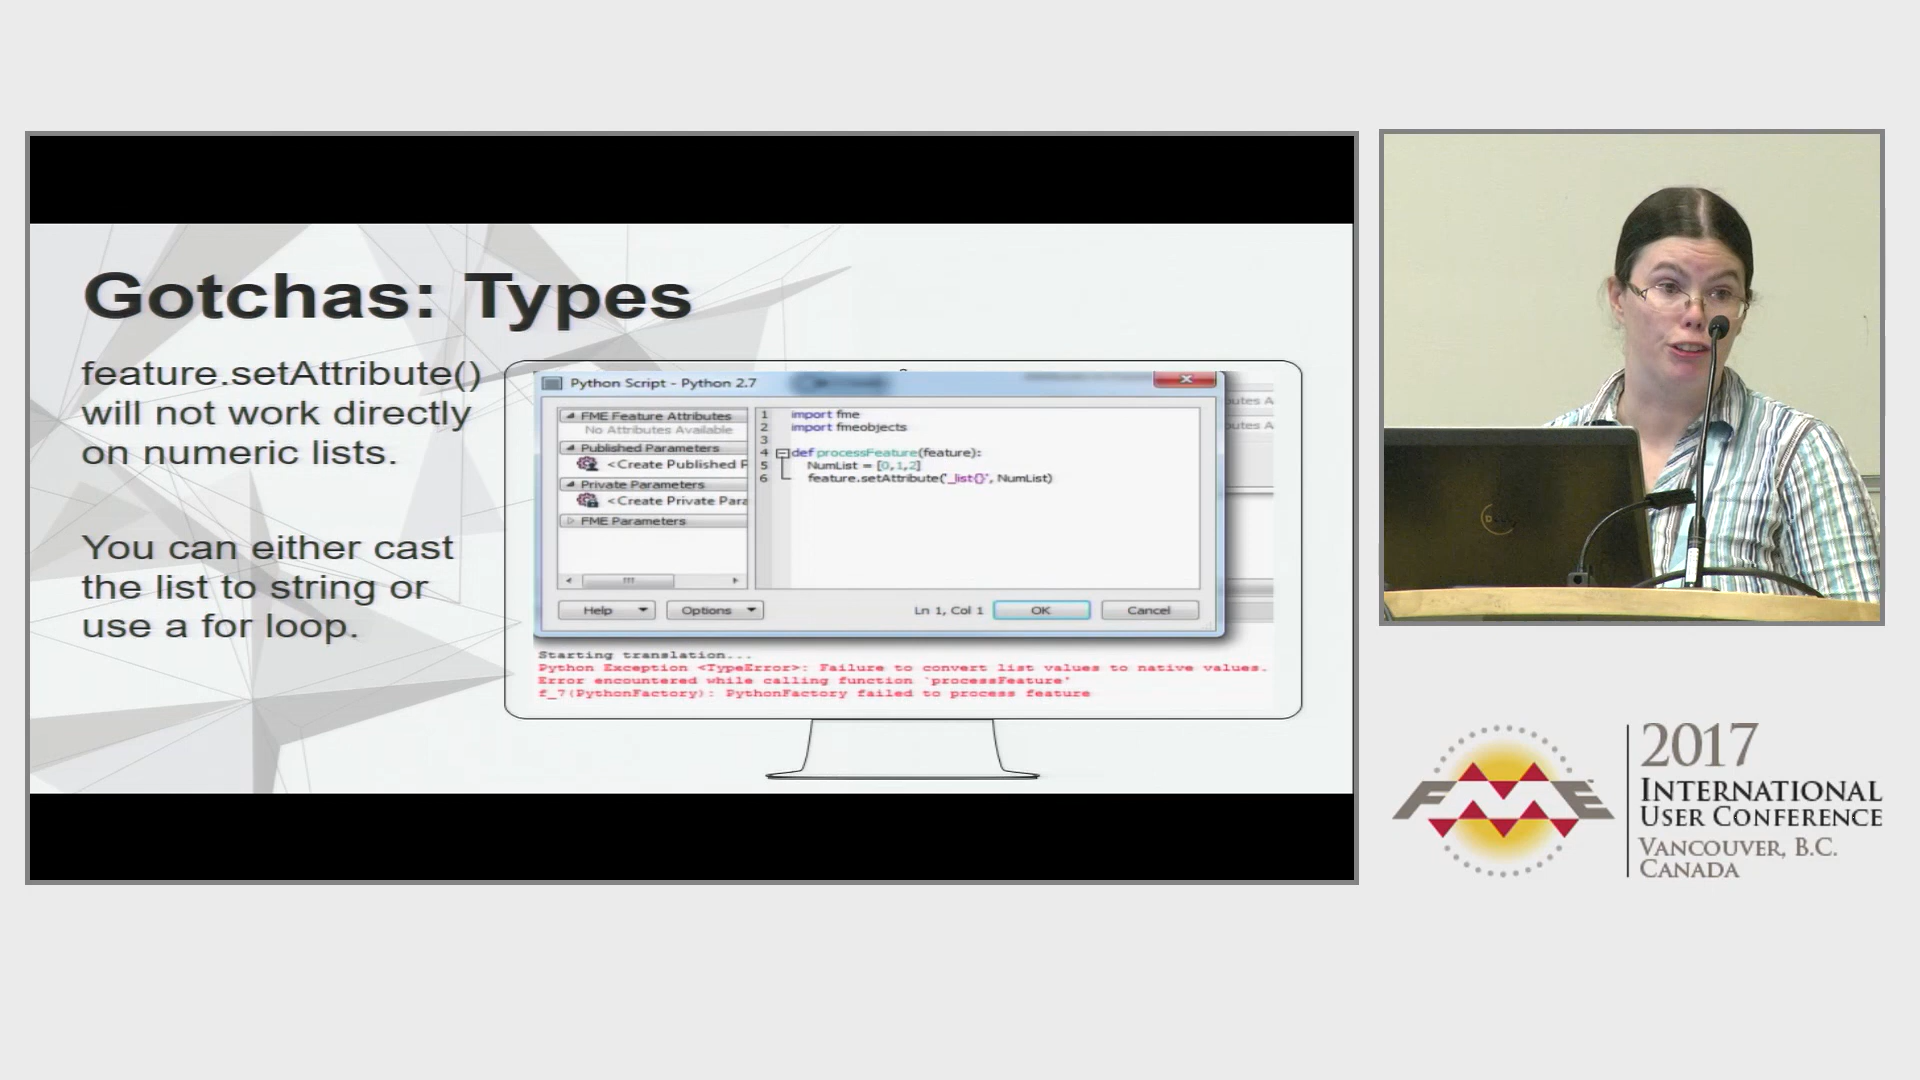 Gotchas: Types
feature.setAttribute()
will not work directly
on numeric lists.
You can either cast
the list to string or
use a for loop.
Python Script - Python 2.7
FME Feature Attributes
No Attributes Available
Published Parameters
<Create Published P
Private Parameters
<Create Private Para
FME Parameters
1 import fme
2 import fmeobjects
3
4 def processFeature(feature):
5 NumList = [0,1,2]
6 feature.setAttribute('_list{}', NumList)
Help
Options
Ln 1, Col 1
OK
Cancel
butes A
butes A
Starting translation...
Python Exception <TypeError>: Failure to convert list values to native values.
Error encountered while calling function `processFeature'
f_7(PythonFactory): PythonFactory failed to process feature
DELL
FME
2017
INTERNATIONAL
USER CONFERENCE
VANCOUVER, B.C.
CANADA